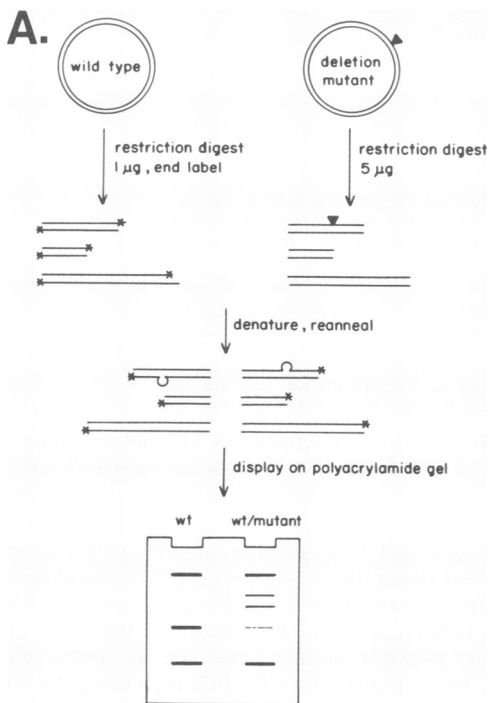 A.
wild type
deletion
mutant
restriction digest
1 μg, end label
restriction digest
5 μg
denature, reanneal
display on polyacrylamide gel
wt
wt/mutant